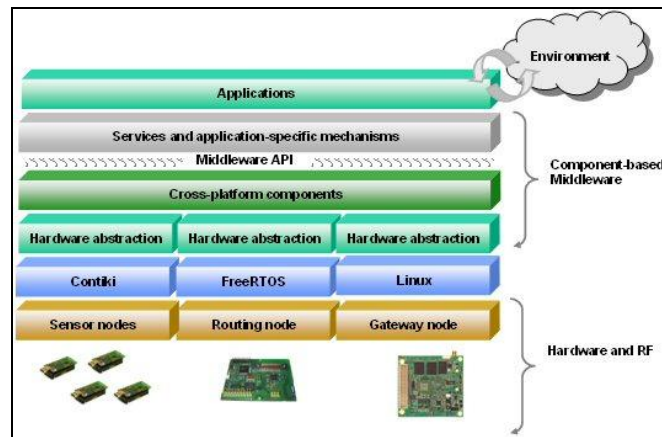 Environment
Applications
Services and application-specific mechanisms
Middleware API
Component-based
Middleware
Cross-platform components
Hardware abstraction
Hardware abstraction
Hardware abstraction
Contiki
FreeRTOS
Linux
Sensor nodes
Routing node
Gateway node
Hardware and RF